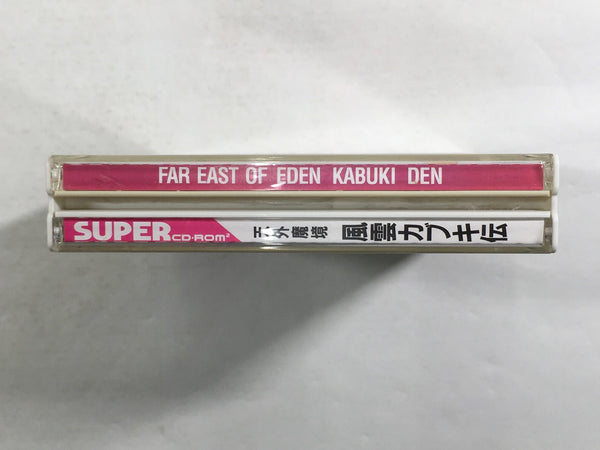 FAR EAST OF EDEN KABUKI DEN
SUPER CD-ROM² 天外魔境 風雲カブキ伝